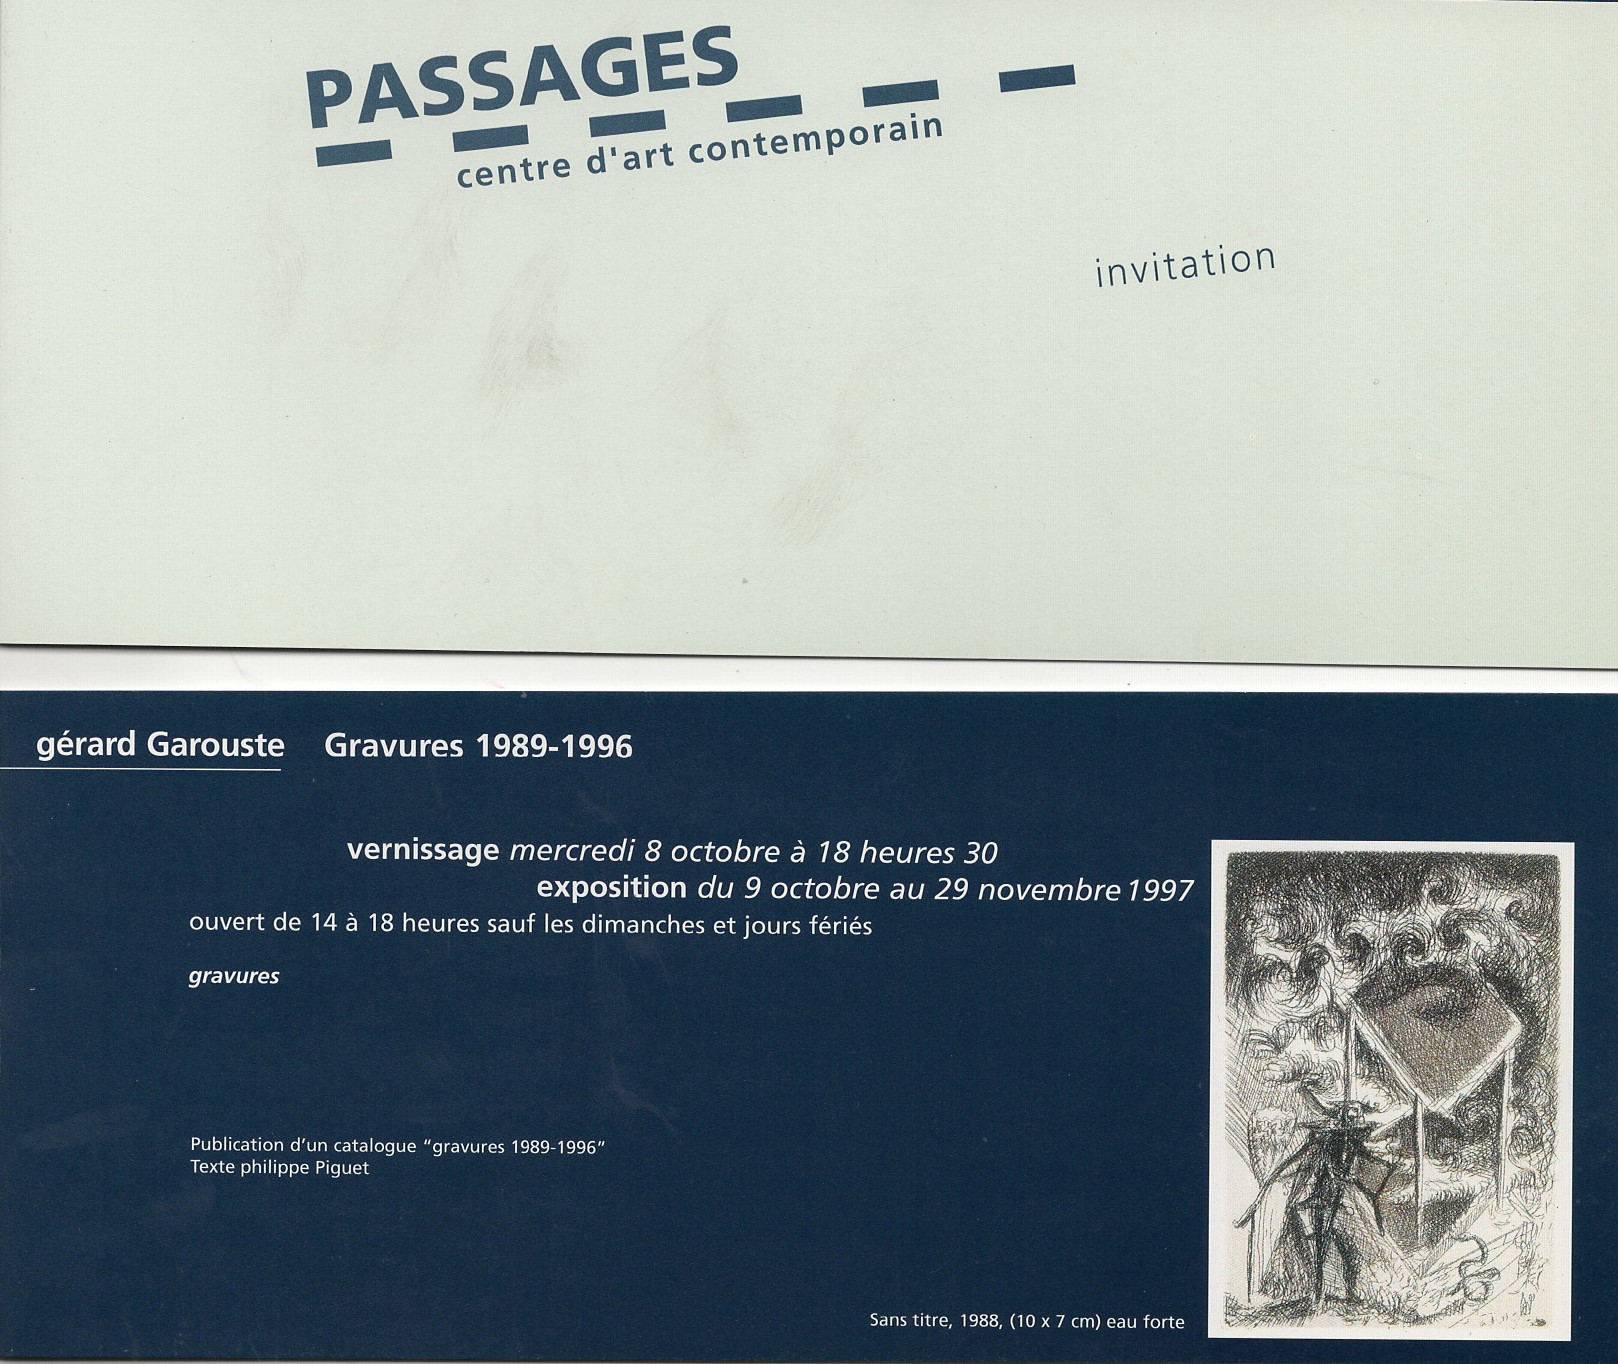 PASSAGES
centre d'art contemporain
invitation
gérard Garouste Gravures 1989-1996
vernissage mercredi 8 octobre à 18 heures 30
exposition du 9 octobre au 29 novembre 1997
ouvert de 14 à 18 heures sauf les dimanches et jours fériés
gravures
Publication d'un catalogue "gravures 1989-1996"
Texte philippe Piguet
Sans titre, 1988, (10 x 7 cm) eau forte